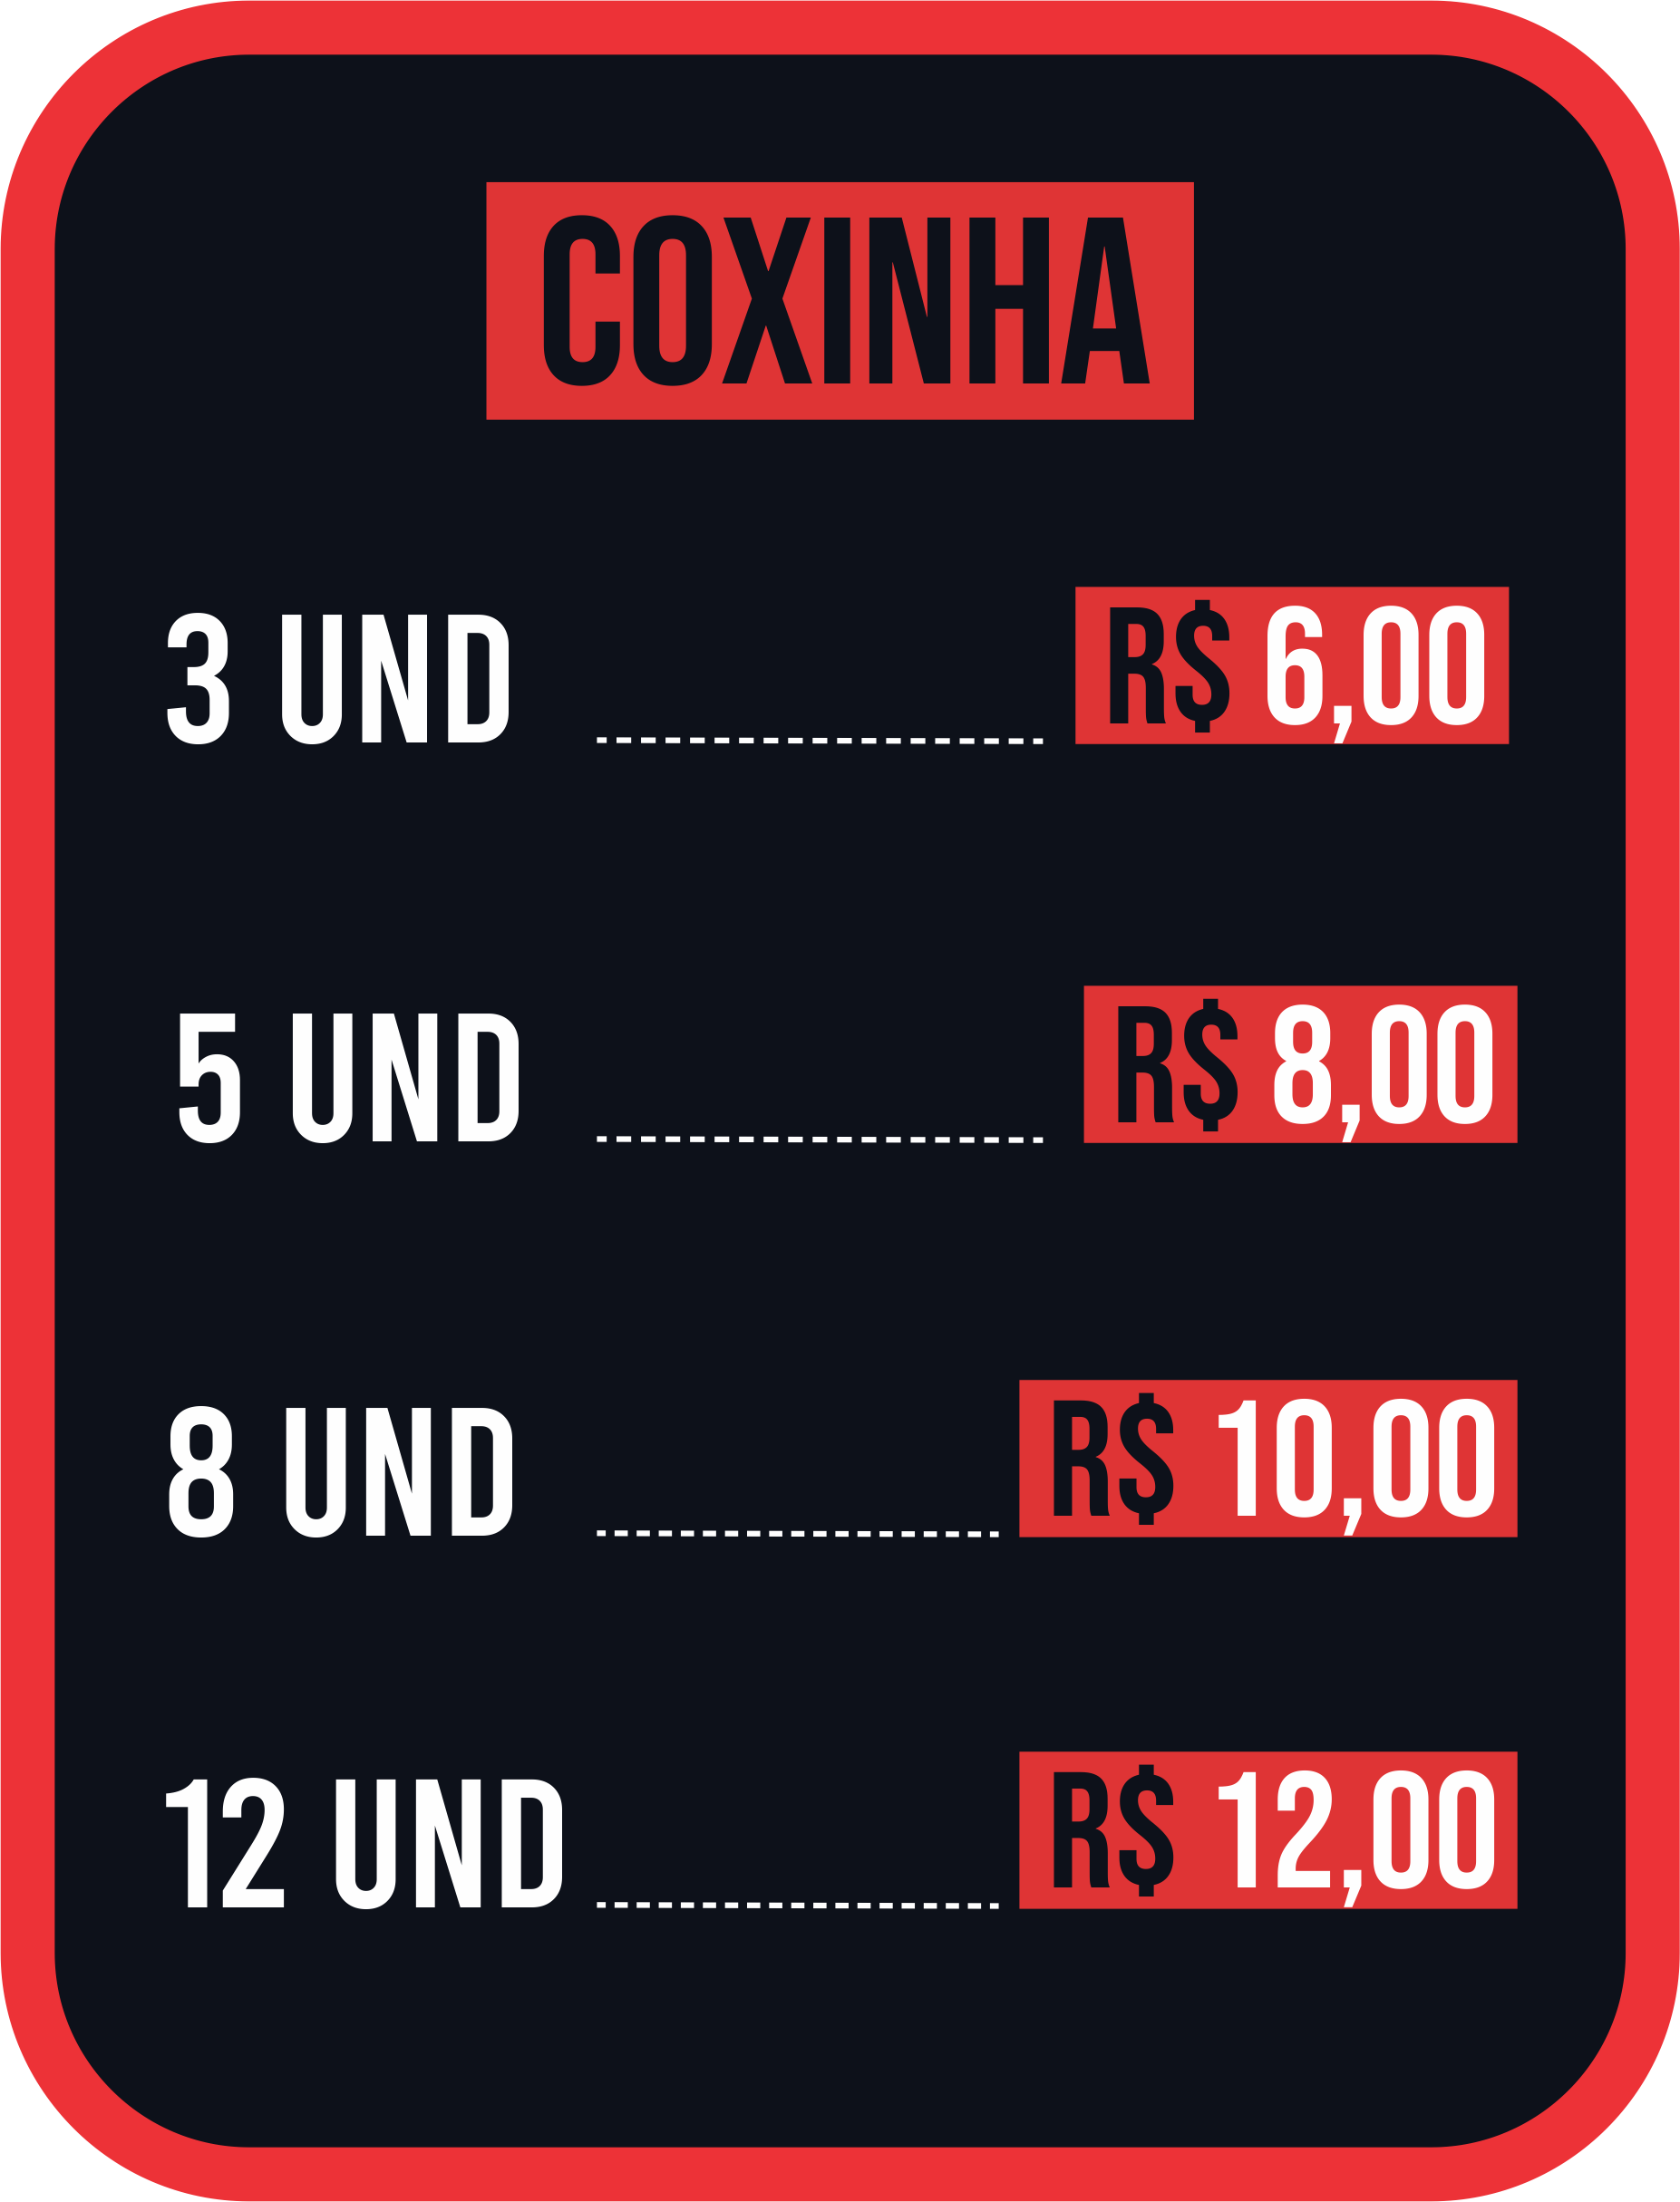 COXINHA
3 UND R$ 6,00
5 UND R$ 8,00
8 UND R$ 10,00
12 UND R$ 12,00